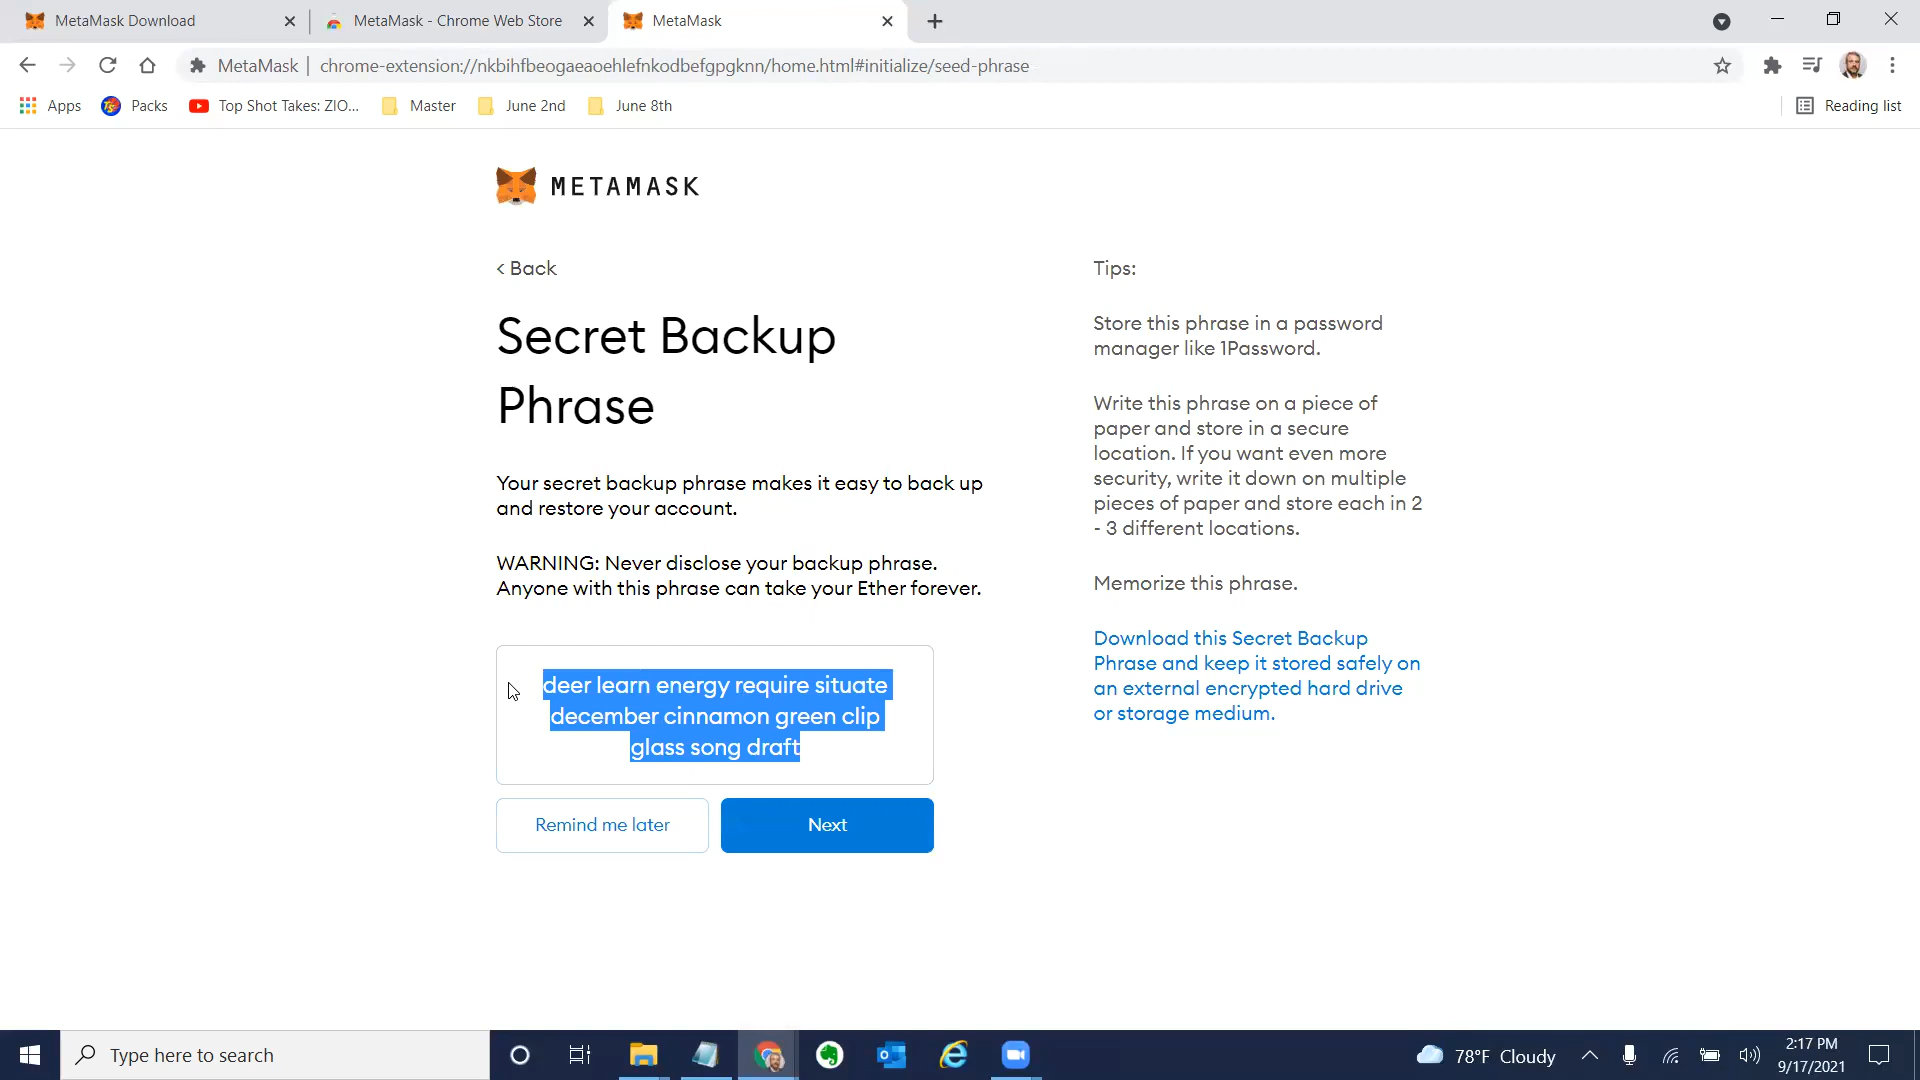 MetaMask Download
MetaMask - Chrome Web Store
MetaMask
MetaMask | chrome-extension://nkbihfbeogaeaoehlefnkodbefgpgknn/home.html#initialize/seed-phrase
Apps
Packs
Top Shot Takes: ZIO...
Master
June 2nd
June 8th
Reading list
METAMASK
< Back
Secret Backup
Phrase
Your secret backup phrase makes it easy to back up
and restore your account.
WARNING: Never disclose your backup phrase.
Anyone with this phrase can take your Ether forever.
deer learn energy require situate
december cinnamon green clip
glass song draft
Remind me later
Next
Tips:
Store this phrase in a password
manager like 1Password.
Write this phrase on a piece of
paper and store in a secure
location. If you want even more
security, write it down on multiple
pieces of paper and store each in 2
- 3 different locations.
Memorize this phrase.
Download this Secret Backup
Phrase and keep it stored safely on
an external encrypted hard drive
or storage medium.
Type here to search
78°F Cloudy
2:17 PM
9/17/2021